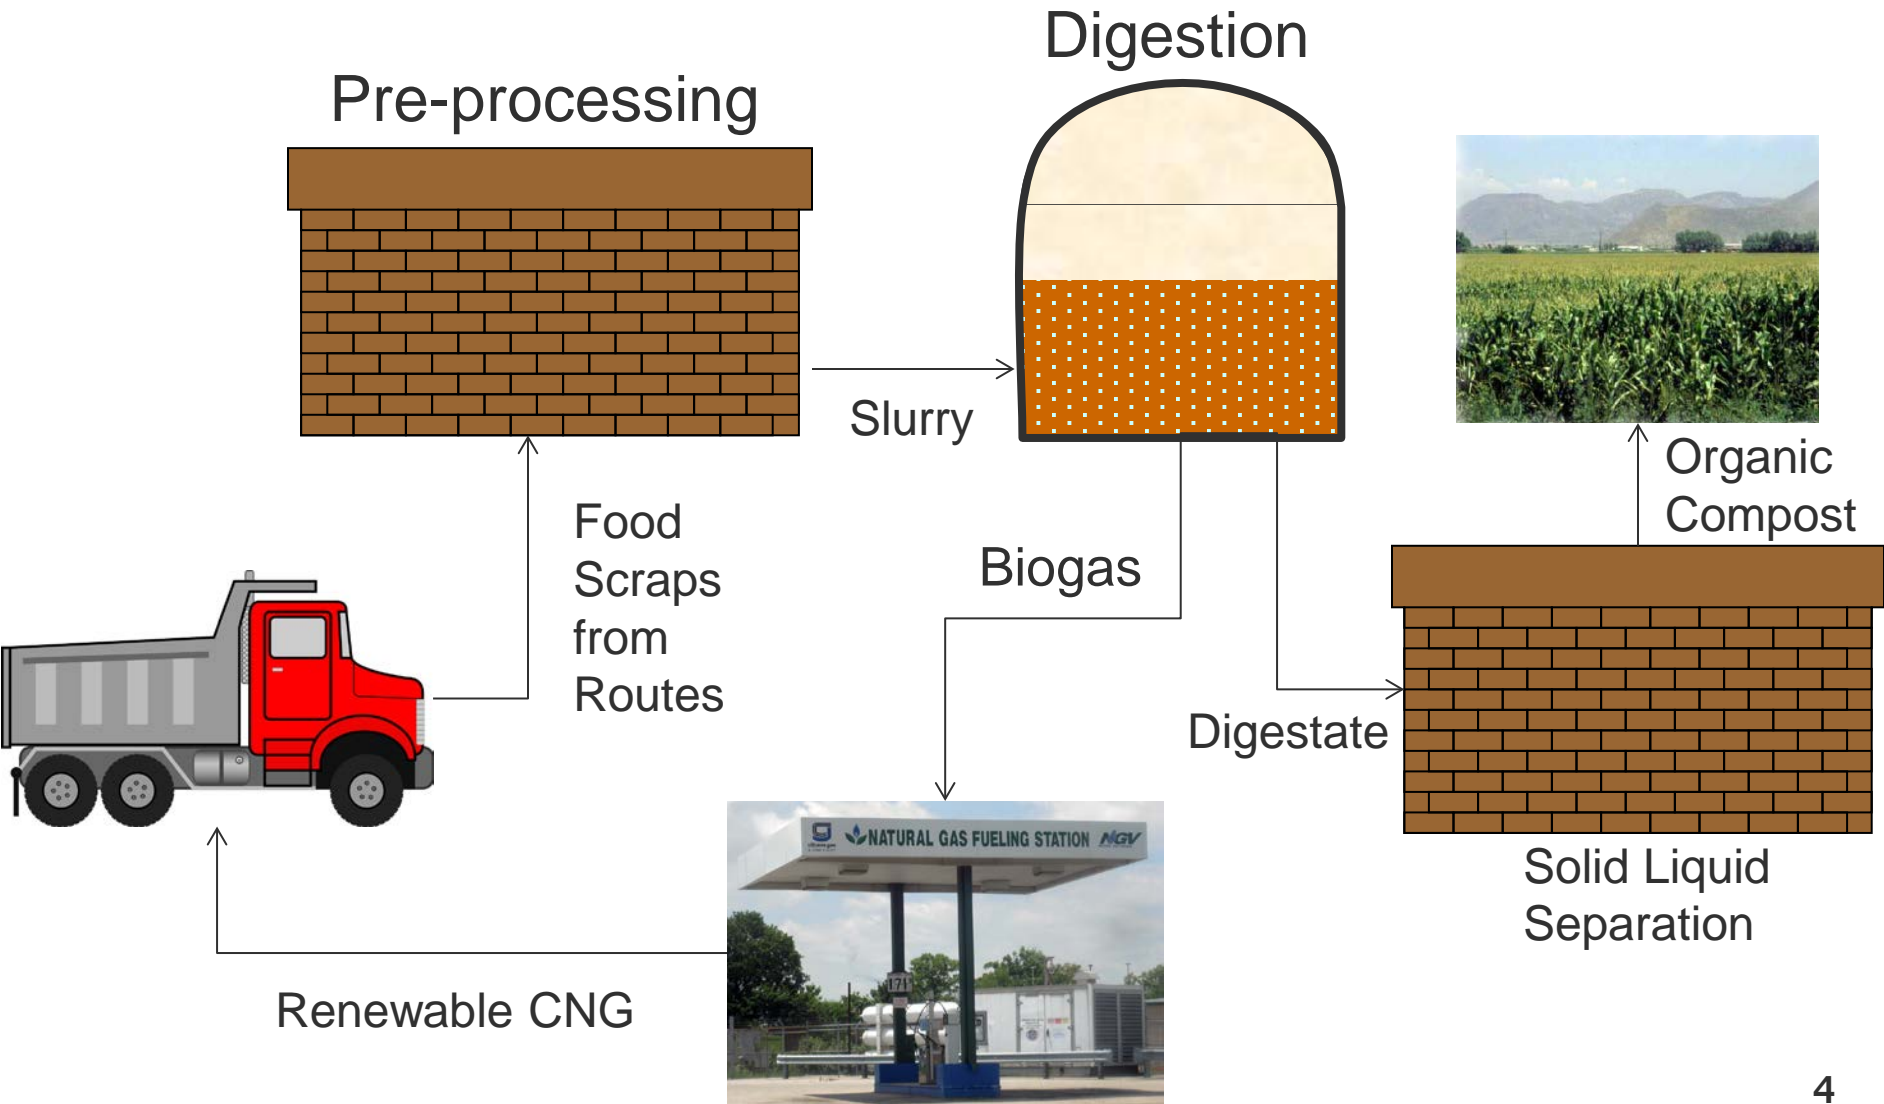 Digestion
Pre-processing
Slurry
Organic
Compost
Food
Scraps
from
Routes
Biogas
Digestate
NATURAL GAS FUELING STATION NGV
Solid Liquid
Separation
Renewable CNG
4